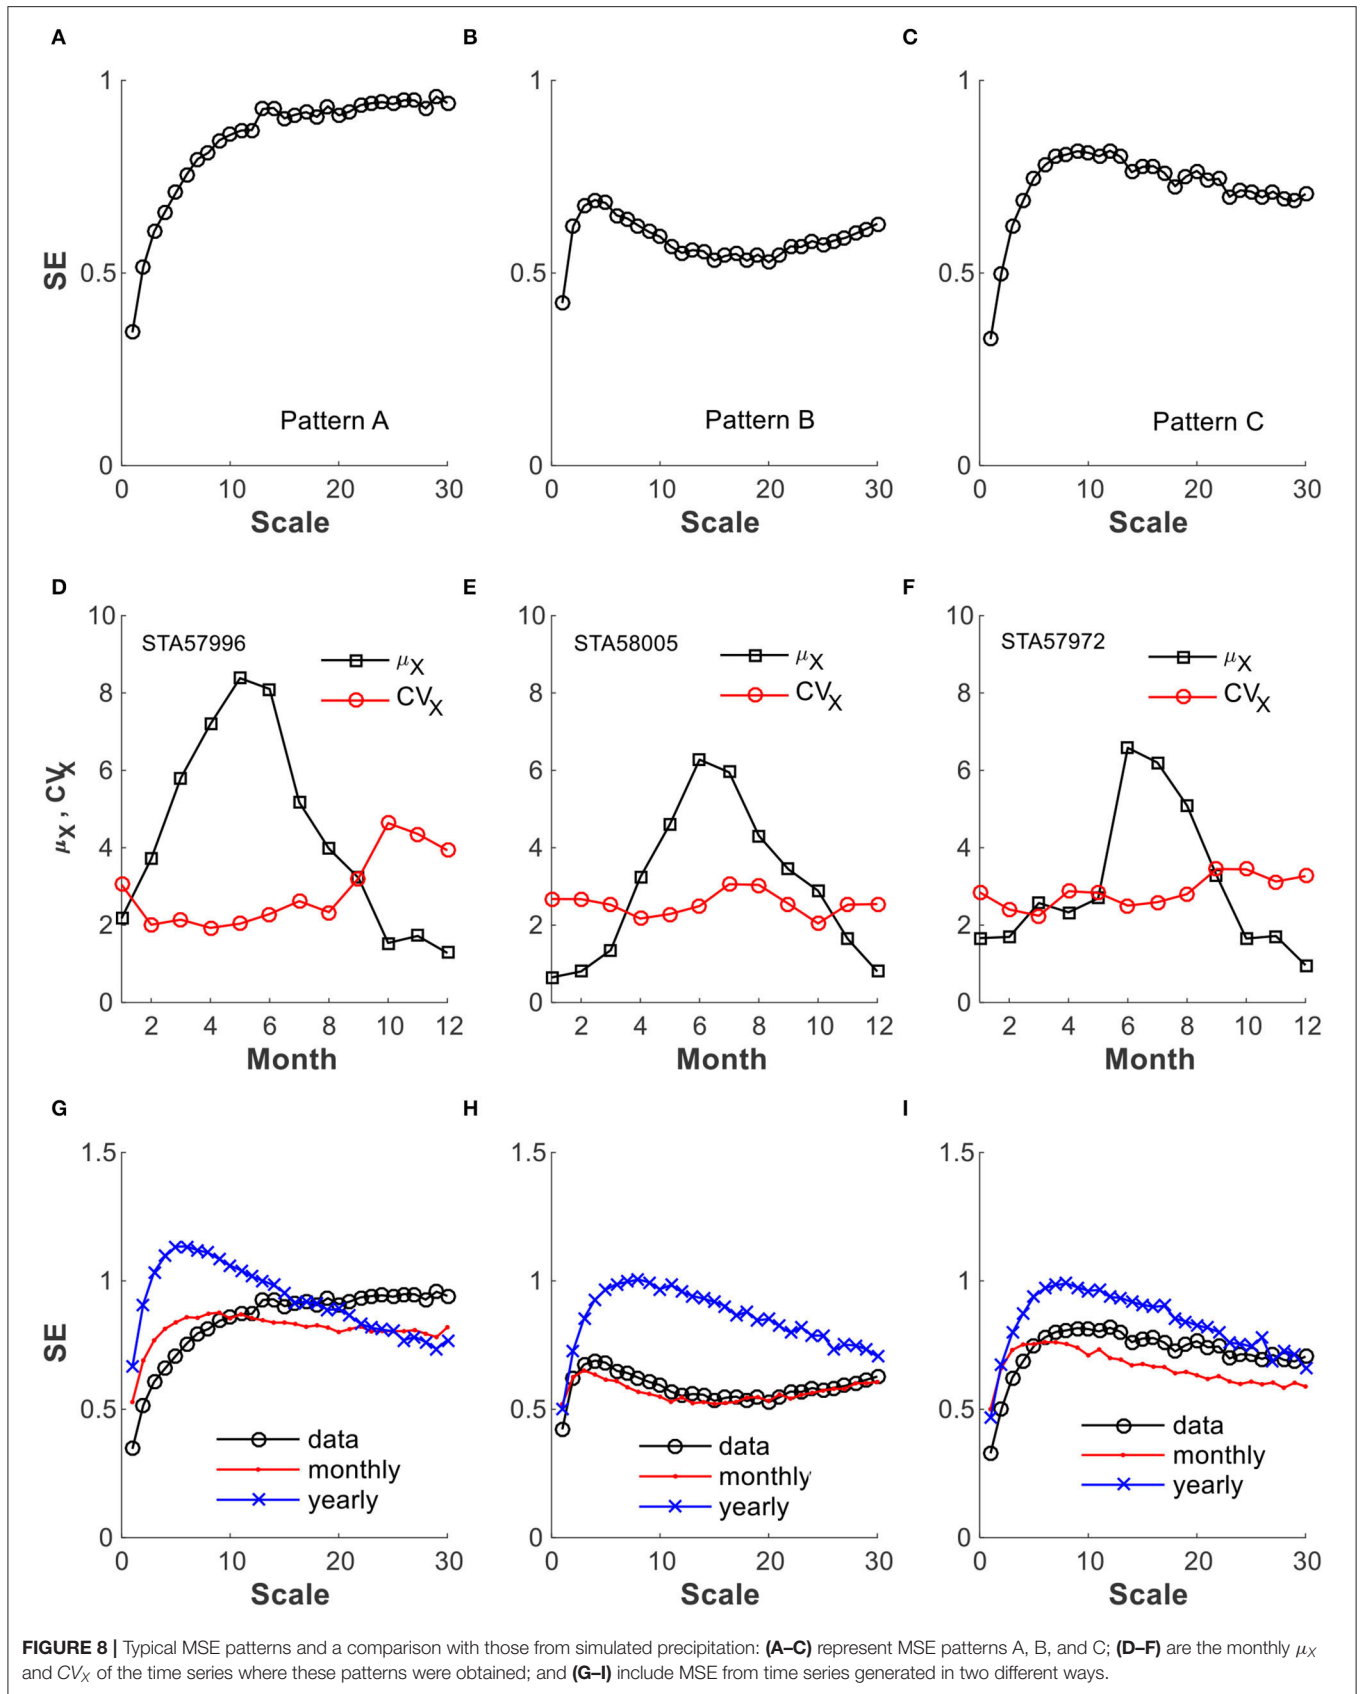 A
B
C
1
0.5
0
SE
Pattern A
0 10 20 30
Scale
1
0.5
0
Pattern B
0 10 20 30
Scale
1
0.5
0
Pattern C
0 10 20 30
Scale
D
E
F
10
8
6
4
2
0
μX , CVX
STA57996
μX
CVX
2 4 6 8 10 12
Month
10
8
6
4
2
0
STA58005
μX
CVX
2 4 6 8 10 12
Month
10
8
6
4
2
0
STA57972
μX
CVX
2 4 6 8 10 12
Month
G
H
I
1.5
1
0.5
0
SE
data
monthly
yearly
0 10 20 30
Scale
1.5
1
0.5
0
data
monthly
yearly
0 10 20 30
Scale
1.5
1
0.5
0
data
monthly
yearly
0 10 20 30
Scale
FIGURE 8 | Typical MSE patterns and a comparison with those from simulated precipitation: (A–C) represent MSE patterns A, B, and C; (D–F) are the monthly μX
and CVX of the time series where these patterns were obtained; and (G–I) include MSE from time series generated in two different ways.